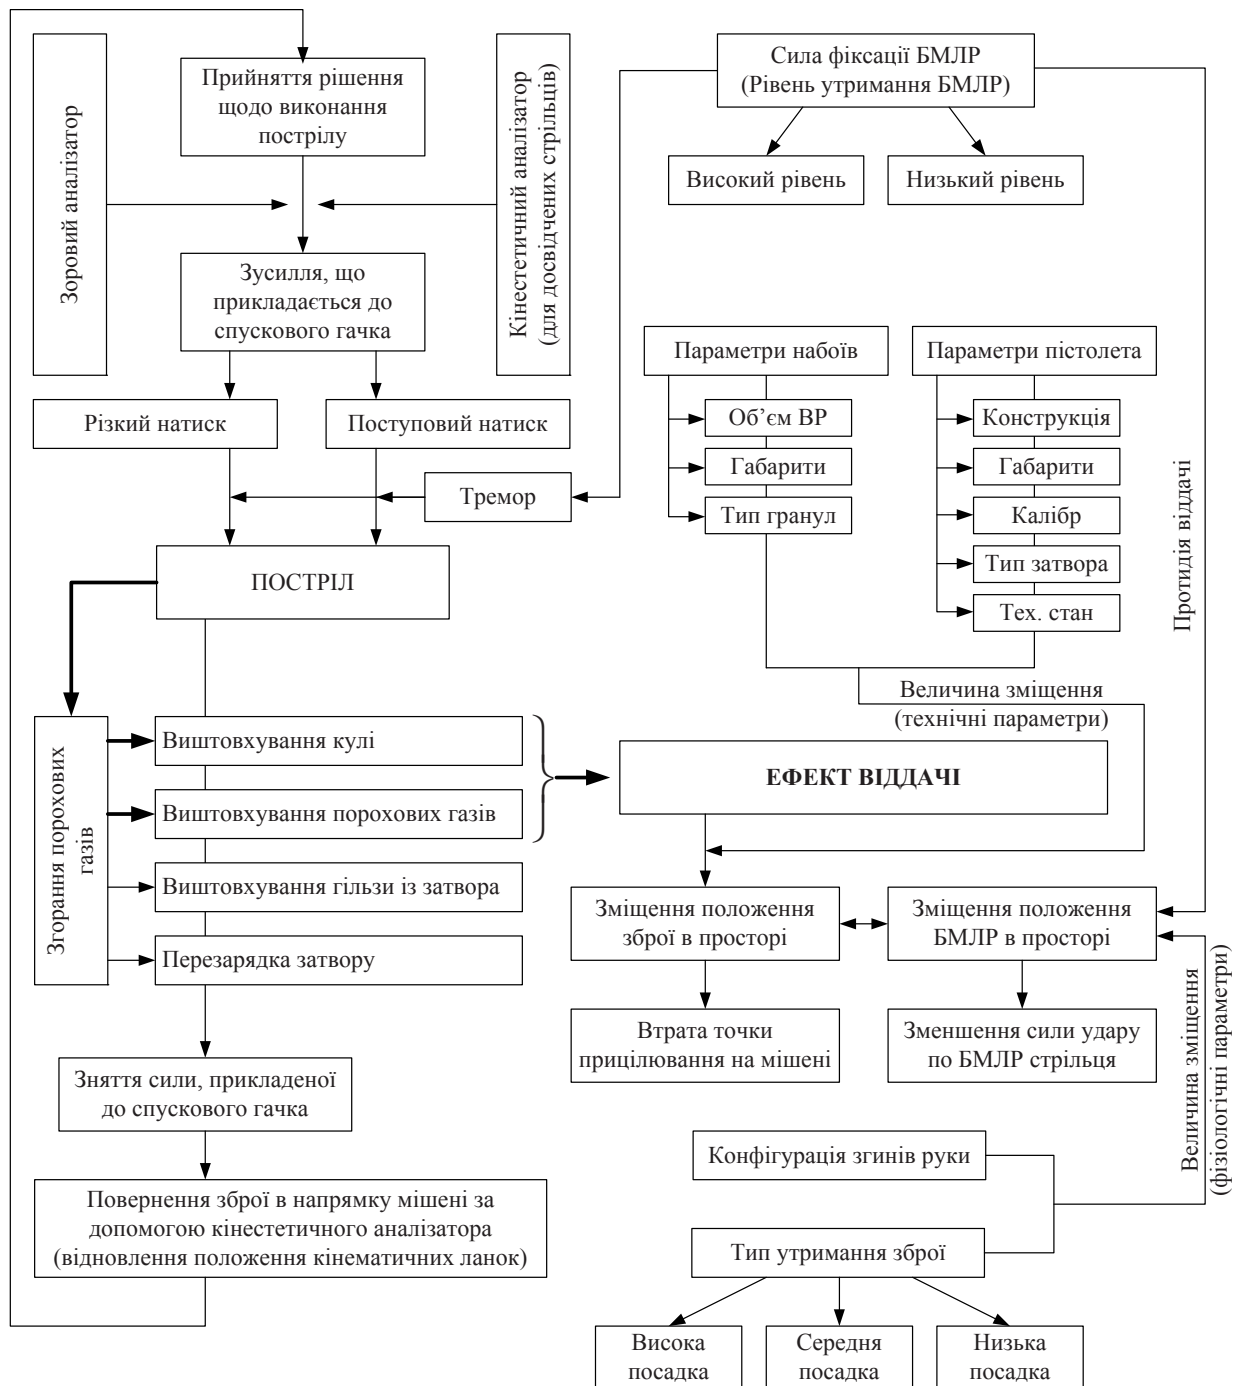 Зоровий аналізатор
Прийняття рішення
щодо виконання
пострілу
Кінестетичний аналізатор
(для досвідчених стрільців)
Зусилля, що
прикладається до
спускового гачка
Різкий натиск
Поступовий натиск
Тремор
ПОСТРІЛ
Сила фіксації БМЛР
(Рівень утримання БМЛР)
Високий рівень
Низький рівень
Параметри набоїв
Об’єм ВР
Габарити
Тип гранул
Параметри пістолета
Конструкція
Габарити
Калібр
Тип затвора
Тех. стан
Протидія віддачі
Величина зміщення
(технічні параметри)
Згорання порохових
газів
Виштовхування кулі
Виштовхування порохових газів
Виштовхування гільзи із затвора
Перезарядка затвору
ЕФЕКТ ВІДДАЧІ
Зміщення положення
зброї в просторі
Зміщення положення
БМЛР в просторі
Втрата точки
прицілювання на мішені
Зменшення сили удару
по БМЛР стрільця
Величина зміщення
(фізіологічні параметри)
Зняття сили, прикладеної
до спускового гачка
Повернення зброї в напрямку мішені за
допомогою кінестетичного аналізатора
(відновлення положення кінематичних ланок)
Конфігурація згинів руки
Тип утримання зброї
Висока
посадка
Середня
посадка
Низька
посадка